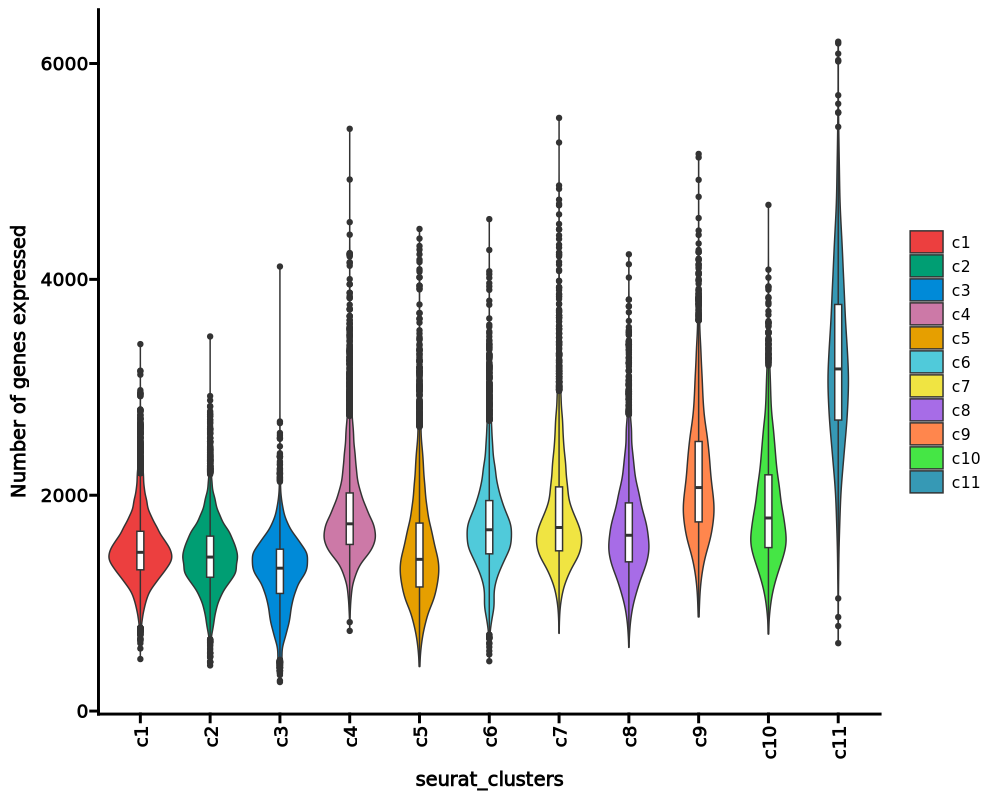 Number of genes expressed
6000
4000
2000
0
c1
c2
c3
c4
c5
c6
c7
c8
c9
c10
c11
seurat_clusters
c1
c2
c3
c4
c5
c6
c7
c8
c9
c10
c11